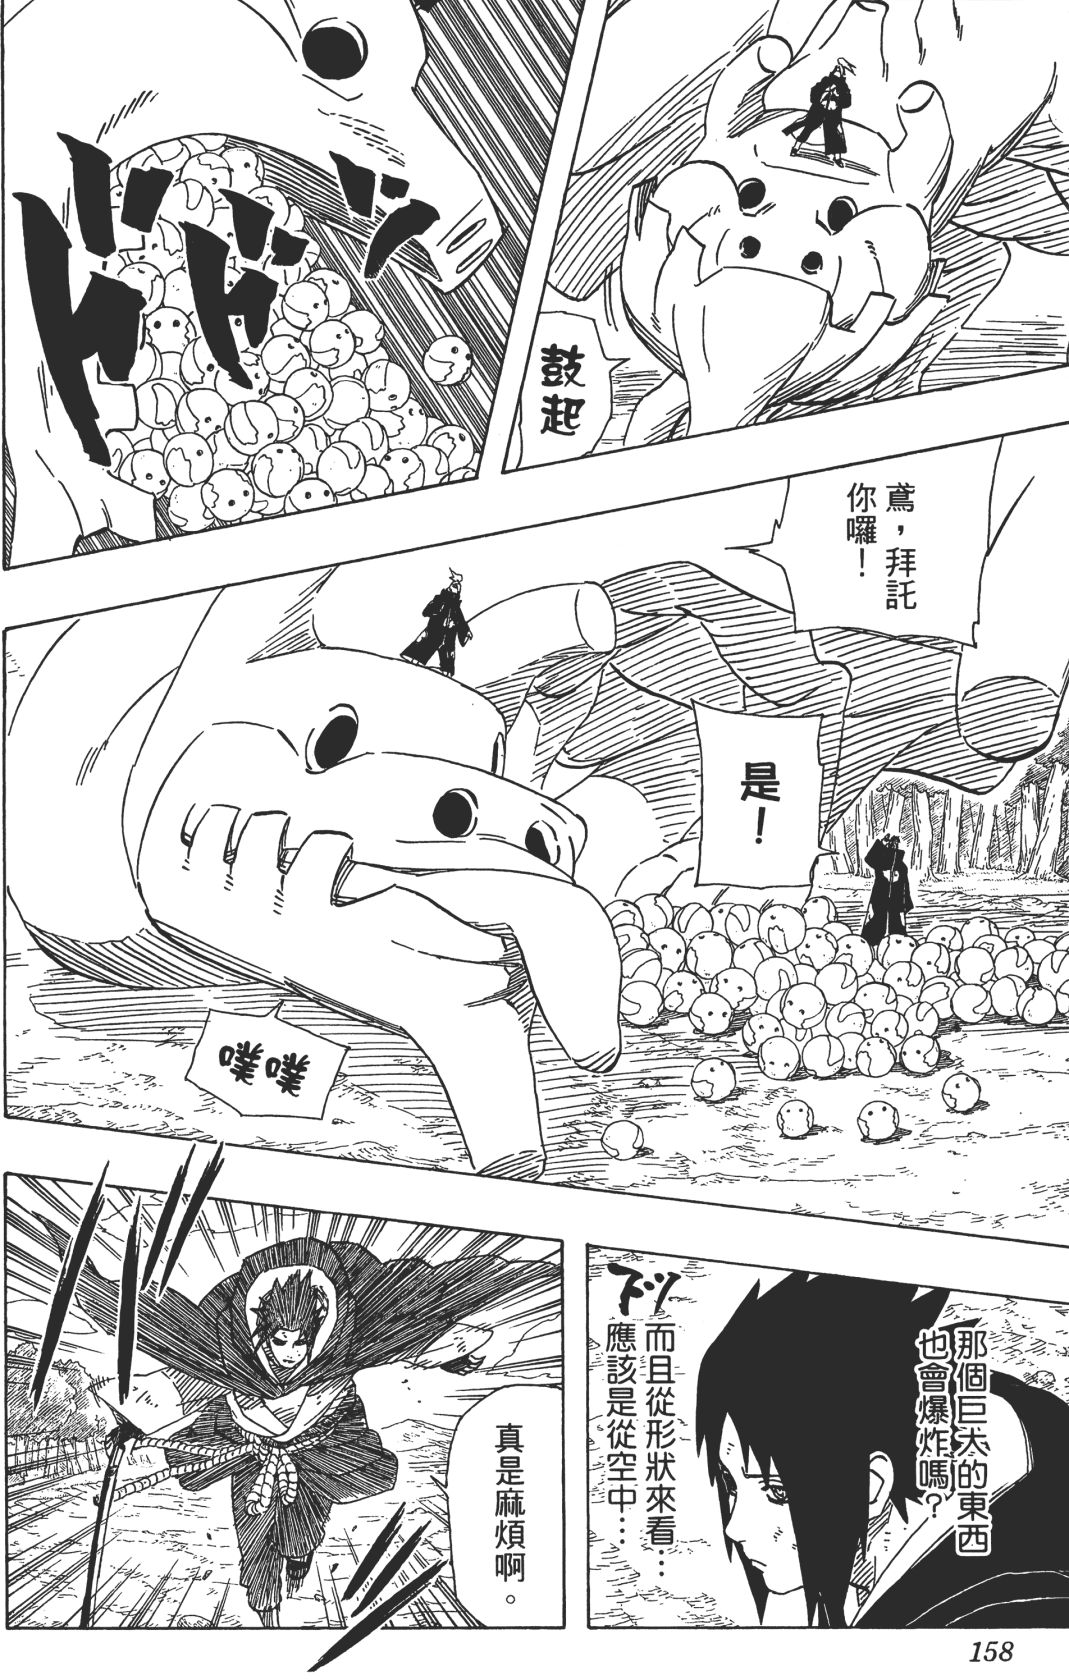 鼓起
ドドドッ
鳶，拜託
你囉！
是！
噗噗
那個巨大的東西
也會爆炸嗎？
而且從形狀來看…
應該是從空中…
下ッ
真是麻煩啊。
158